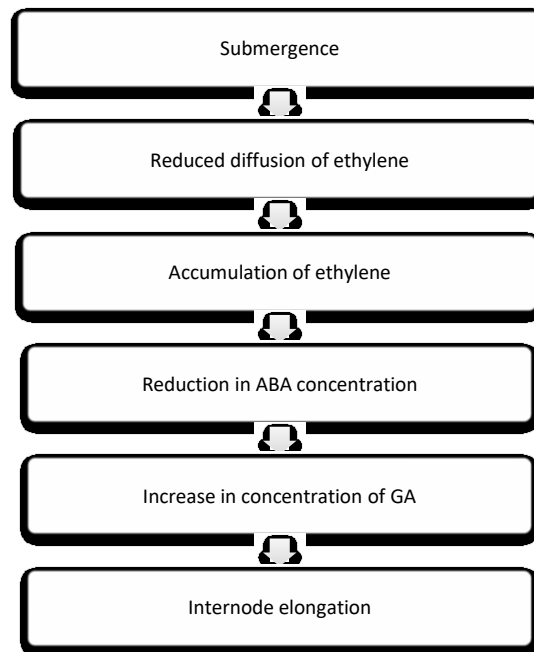 Submergence
Reduced diffusion of ethylene
Accumulation of ethylene
Reduction in ABA concentration
Increase in concentration of GA
Internode elongation